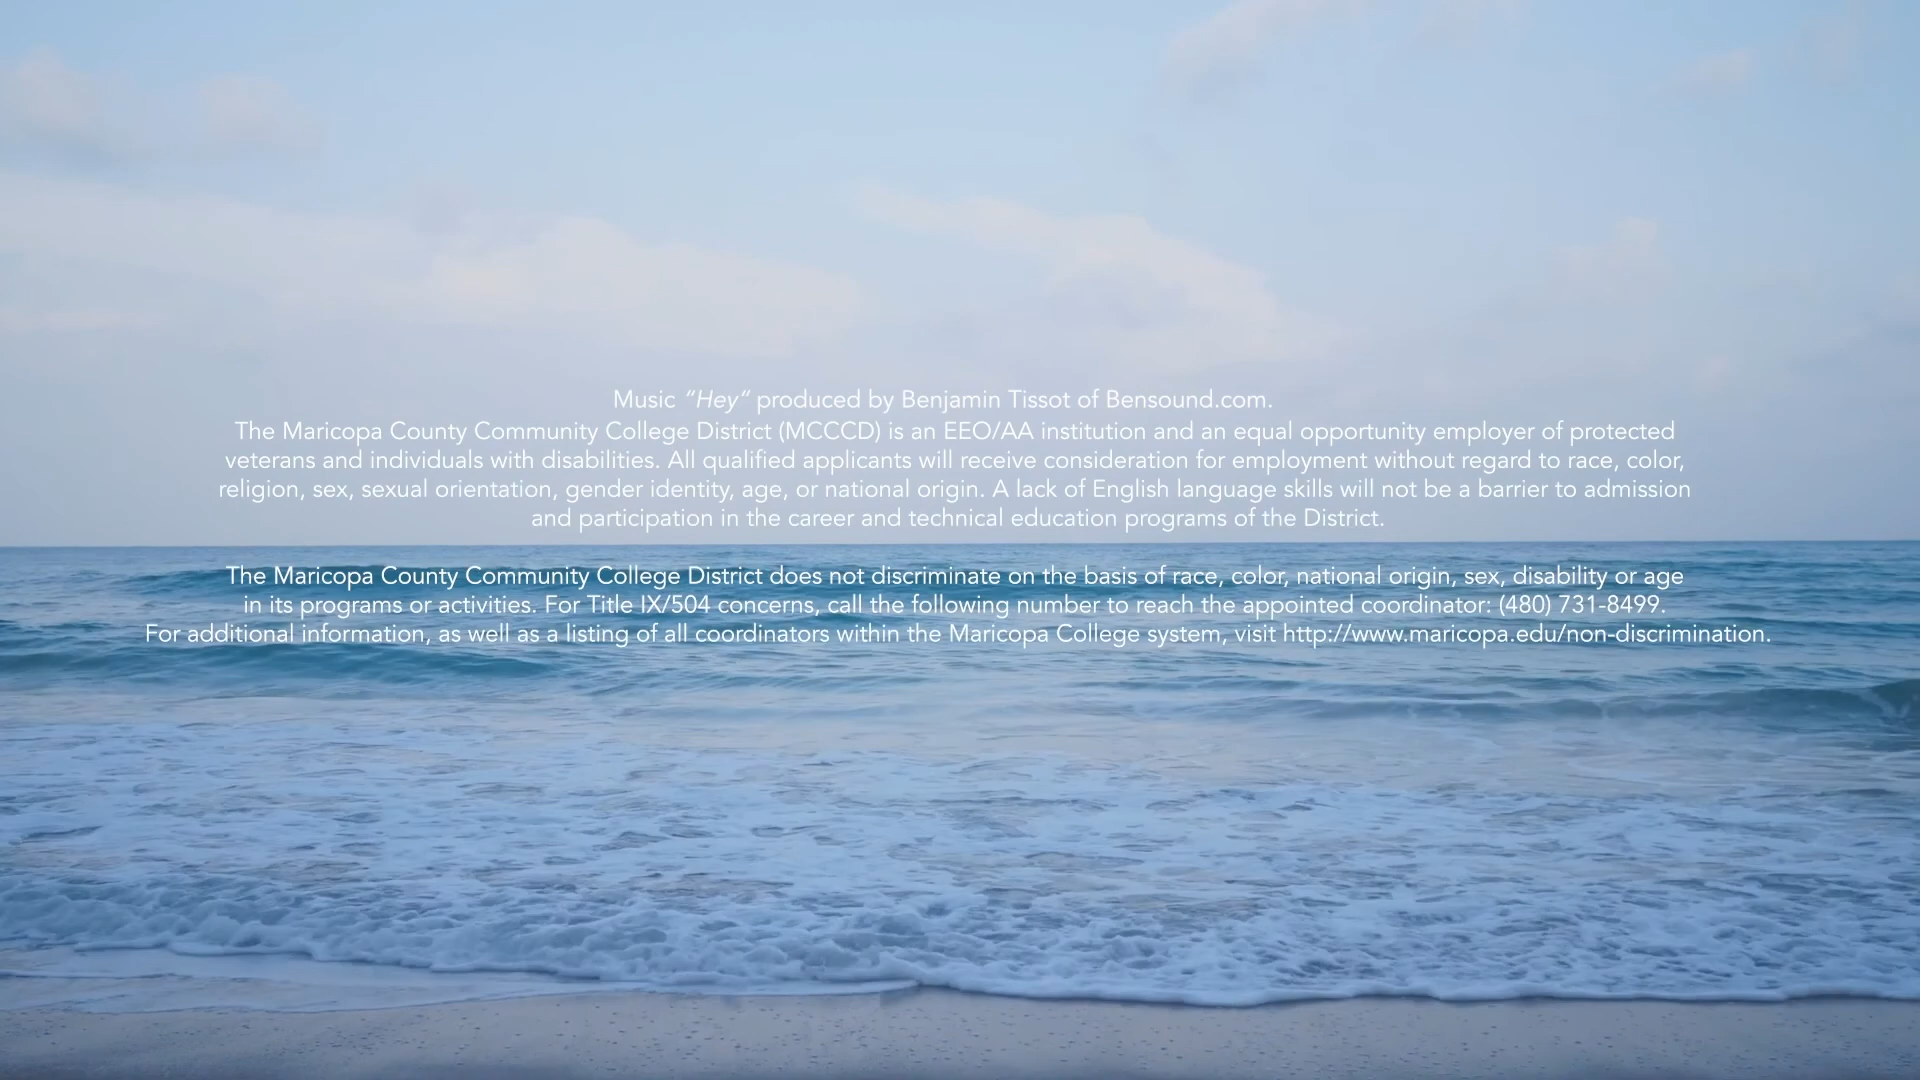 Music “Hey“ produced by Benjamin Tissot of Bensound.com.
The Maricopa County Community College District (MCCCD) is an EEO/AA institution and an equal opportunity employer of protected
veterans and individuals with disabilities. All qualified applicants will receive consideration for employment without regard to race, color,
religion, sex, sexual orientation, gender identity, age, or national origin. A lack of English language skills will not be a barrier to admission
and participation in the career and technical education programs of the District.
The Maricopa County Community College District does not discriminate on the basis of race, color, national origin, sex, disability or age
in its programs or activities. For Title IX/504 concerns, call the following number to reach the appointed coordinator: (480) 731-8499.
For additional information, as well as a listing of all coordinators within the Maricopa College system, visit http://www.maricopa.edu/non-discrimination.